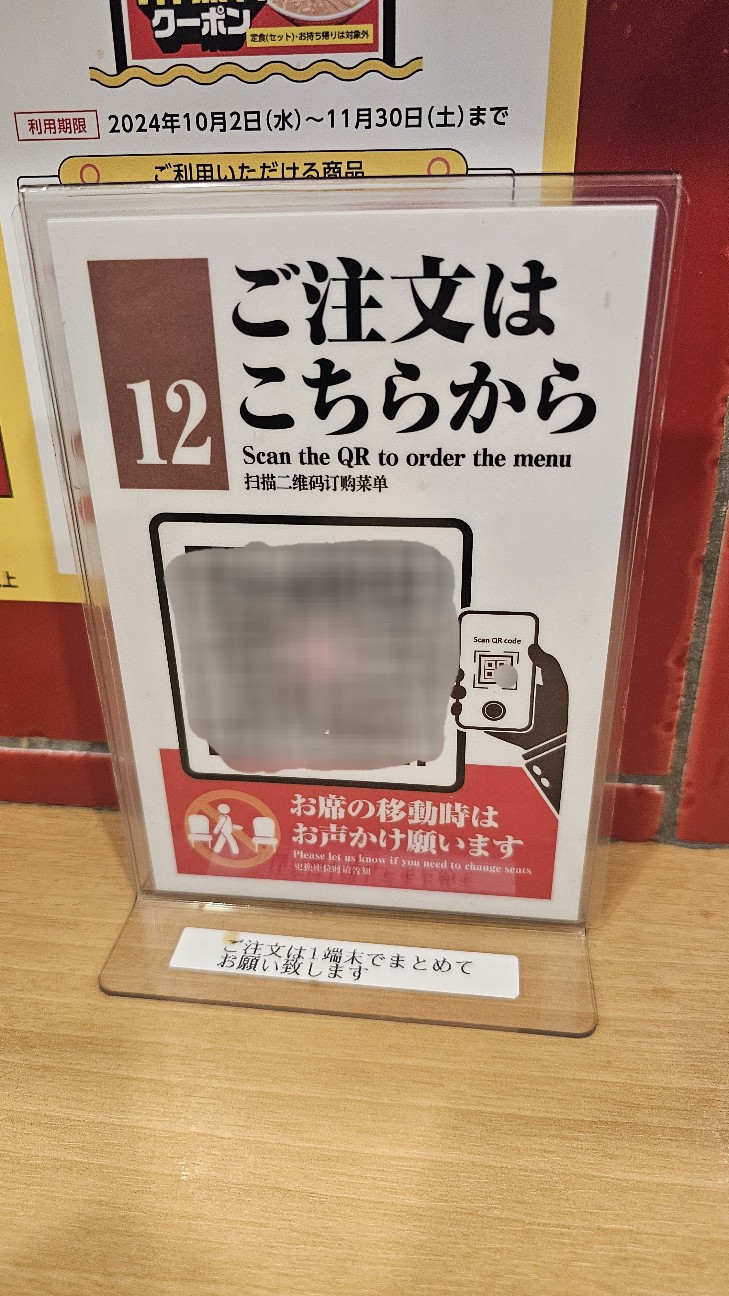 クーポン
定食(セット)・お持ち帰りは対象外
利用期限 2024年10月2日(水)～11月30日(土)まで
ご利用いただける商品
12
ご注文は
こちらから
Scan the QR to order the menu
扫描二维码订购菜单
Scan QR code
お席の移動時は
お声かけ願います
Please let us know if you need to change seats
更换座位时请告知
ご注文は1端末でまとめて
お願い致します